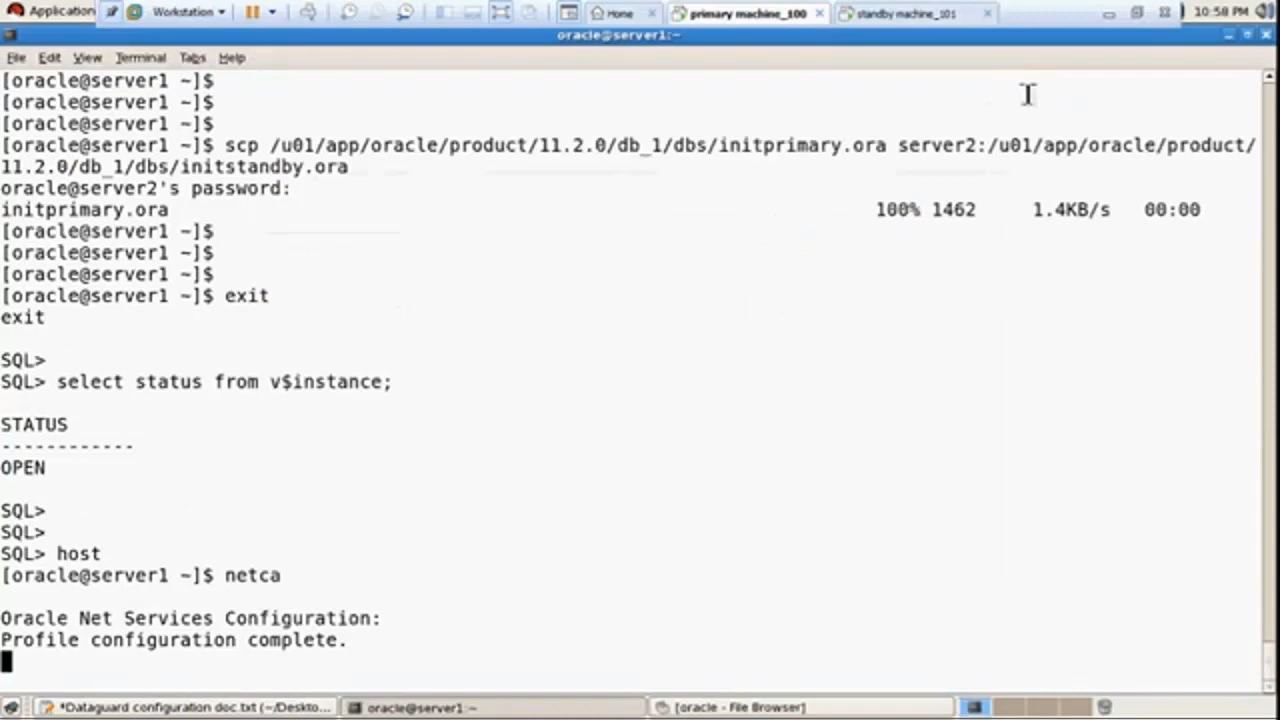 Application Workstation Home primary machine_100 standby machine_101 10:58 PM
oracle@server1:~
File Edit View Terminal Tabs Help
[oracle@server1 ~]$
[oracle@server1 ~]$
[oracle@server1 ~]$
[oracle@server1 ~]$ scp /u01/app/oracle/product/11.2.0/db_1/dbs/initprimary.ora server2:/u01/app/oracle/product/
11.2.0/db_1/dbs/initstandby.ora
oracle@server2's password:
initprimary.ora 100% 1462 1.4KB/s 00:00
[oracle@server1 ~]$
[oracle@server1 ~]$
[oracle@server1 ~]$
[oracle@server1 ~]$ exit
exit
SQL>
SQL> select status from v$instance;
STATUS
------------
OPEN
SQL>
SQL>
SQL> host
[oracle@server1 ~]$ netca
Oracle Net Services Configuration:
Profile configuration complete.
*Dataguard configuration doc.txt (~/Deskto... oracle@server1:~ [oracle - File Browser]